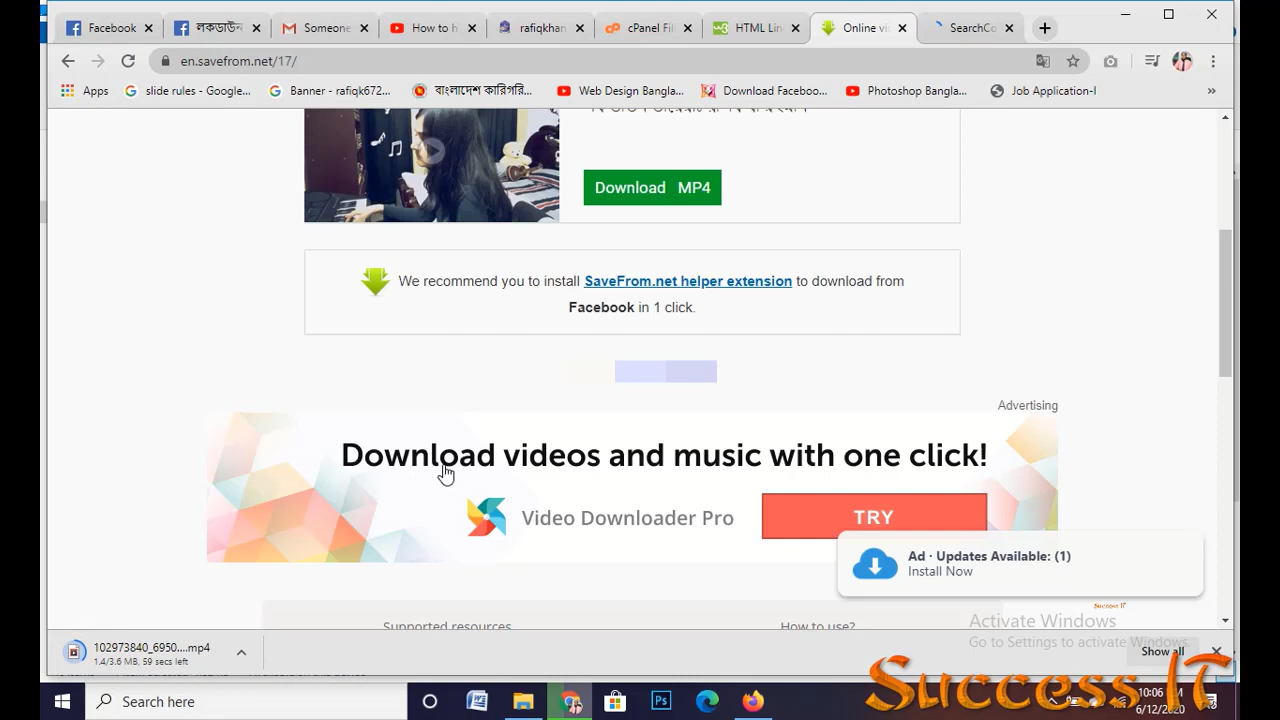 Facebook
লকডাউন
Someone
How to h
rafiqkhan
cPanel Fil
HTML Lin
Online vi
SearchCo
en.savefrom.net/17/
Apps
slide rules - Google...
Banner - rafiqk672...
বাংলাদেশ কারিগরি...
Web Design Bangla...
Download Faceboo...
Photoshop Bangla...
Job Application-I
»
Download MP4
We recommend you to install SaveFrom.net helper extension to download from
Facebook in 1 click.
Advertising
Download videos and music with one click!
Video Downloader Pro
TRY
Ad · Updates Available: (1)
Install Now
Success IT
Supported resources
How to use?
Activate Windows
Go to Settings to activate Windows.
102973840_6950....mp4
1.4/3.6 MB, 59 secs left
Show all
Search here
10:06 PM
6/12/2020
Success IT